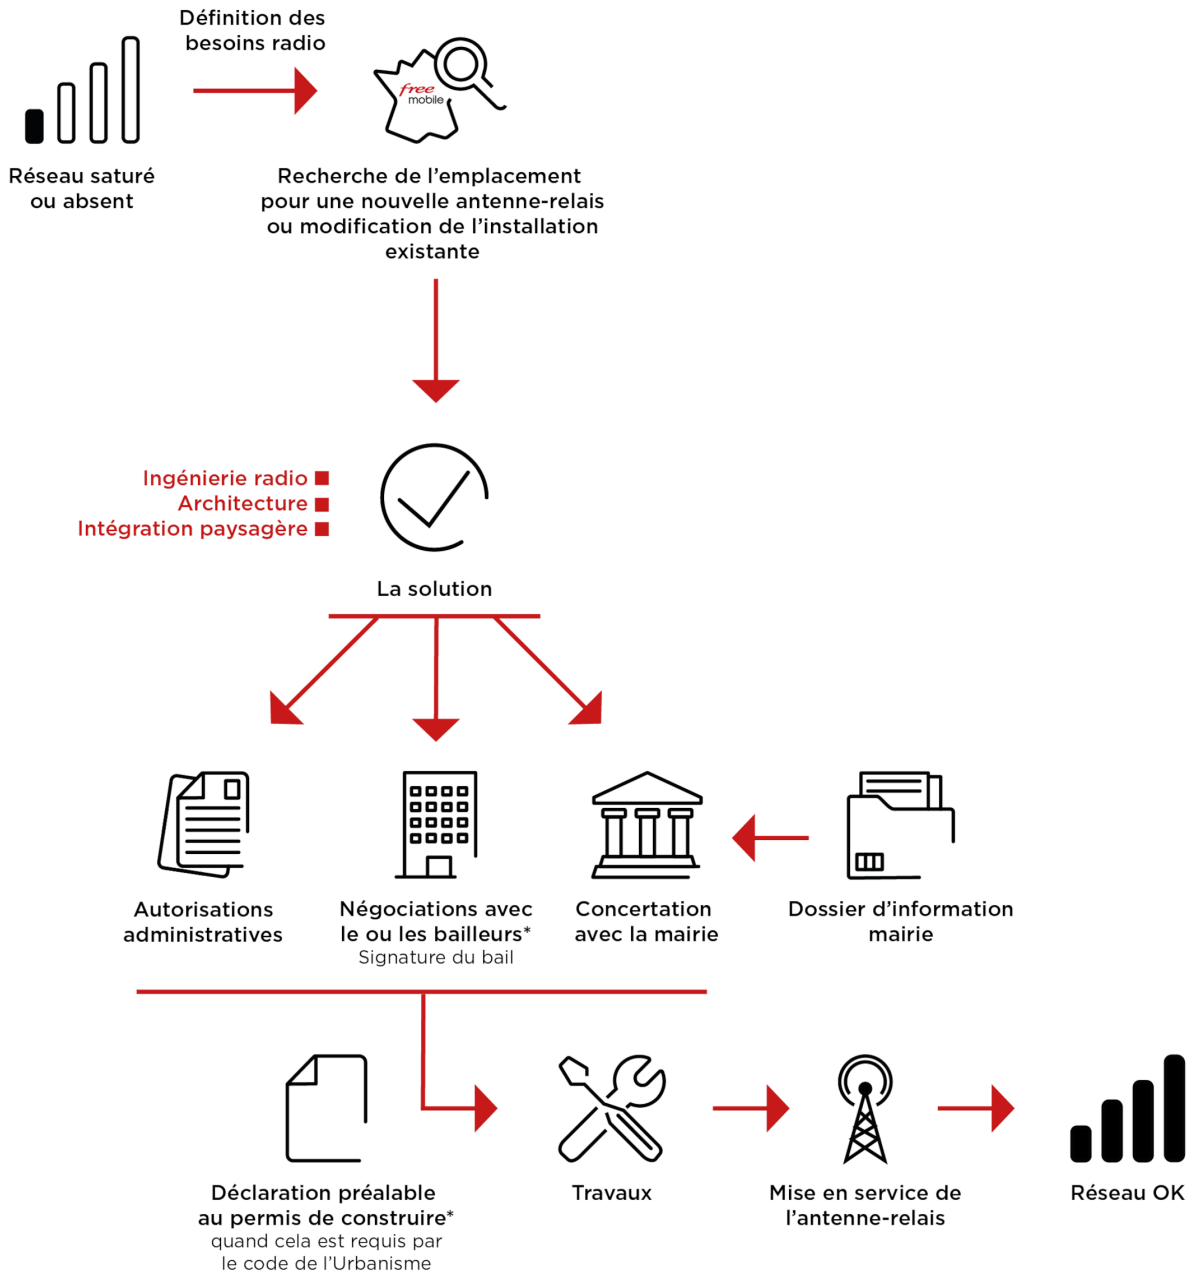 Définition des
besoins radio
free
mobile
Réseau saturé
ou absent
Recherche de l'emplacement
pour une nouvelle antenne-relais
ou modification de l'installation
existante
Ingénierie radio
Architecture
Intégration paysagère
La solution
Autorisations
administratives
Négociations avec
le ou les bailleurs*
Signature du bail
Concertation
avec la mairie
Dossier d'information
mairie
Déclaration préalable
au permis de construire*
quand cela est requis par
le code de l'Urbanisme
Travaux
Mise en service de
l'antenne-relais
Réseau OK